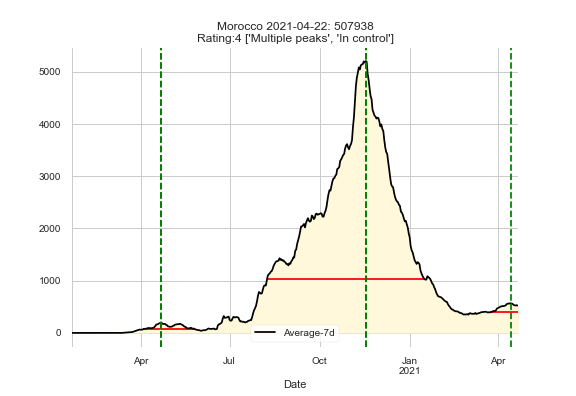 Morocco 2021-04-22: 507938
Rating:4 ['Multiple peaks', 'In control']
5000
4000
3000
2000
1000
0
Average-7d
Apr
Jul
Oct
Jan
2021
Apr
Date